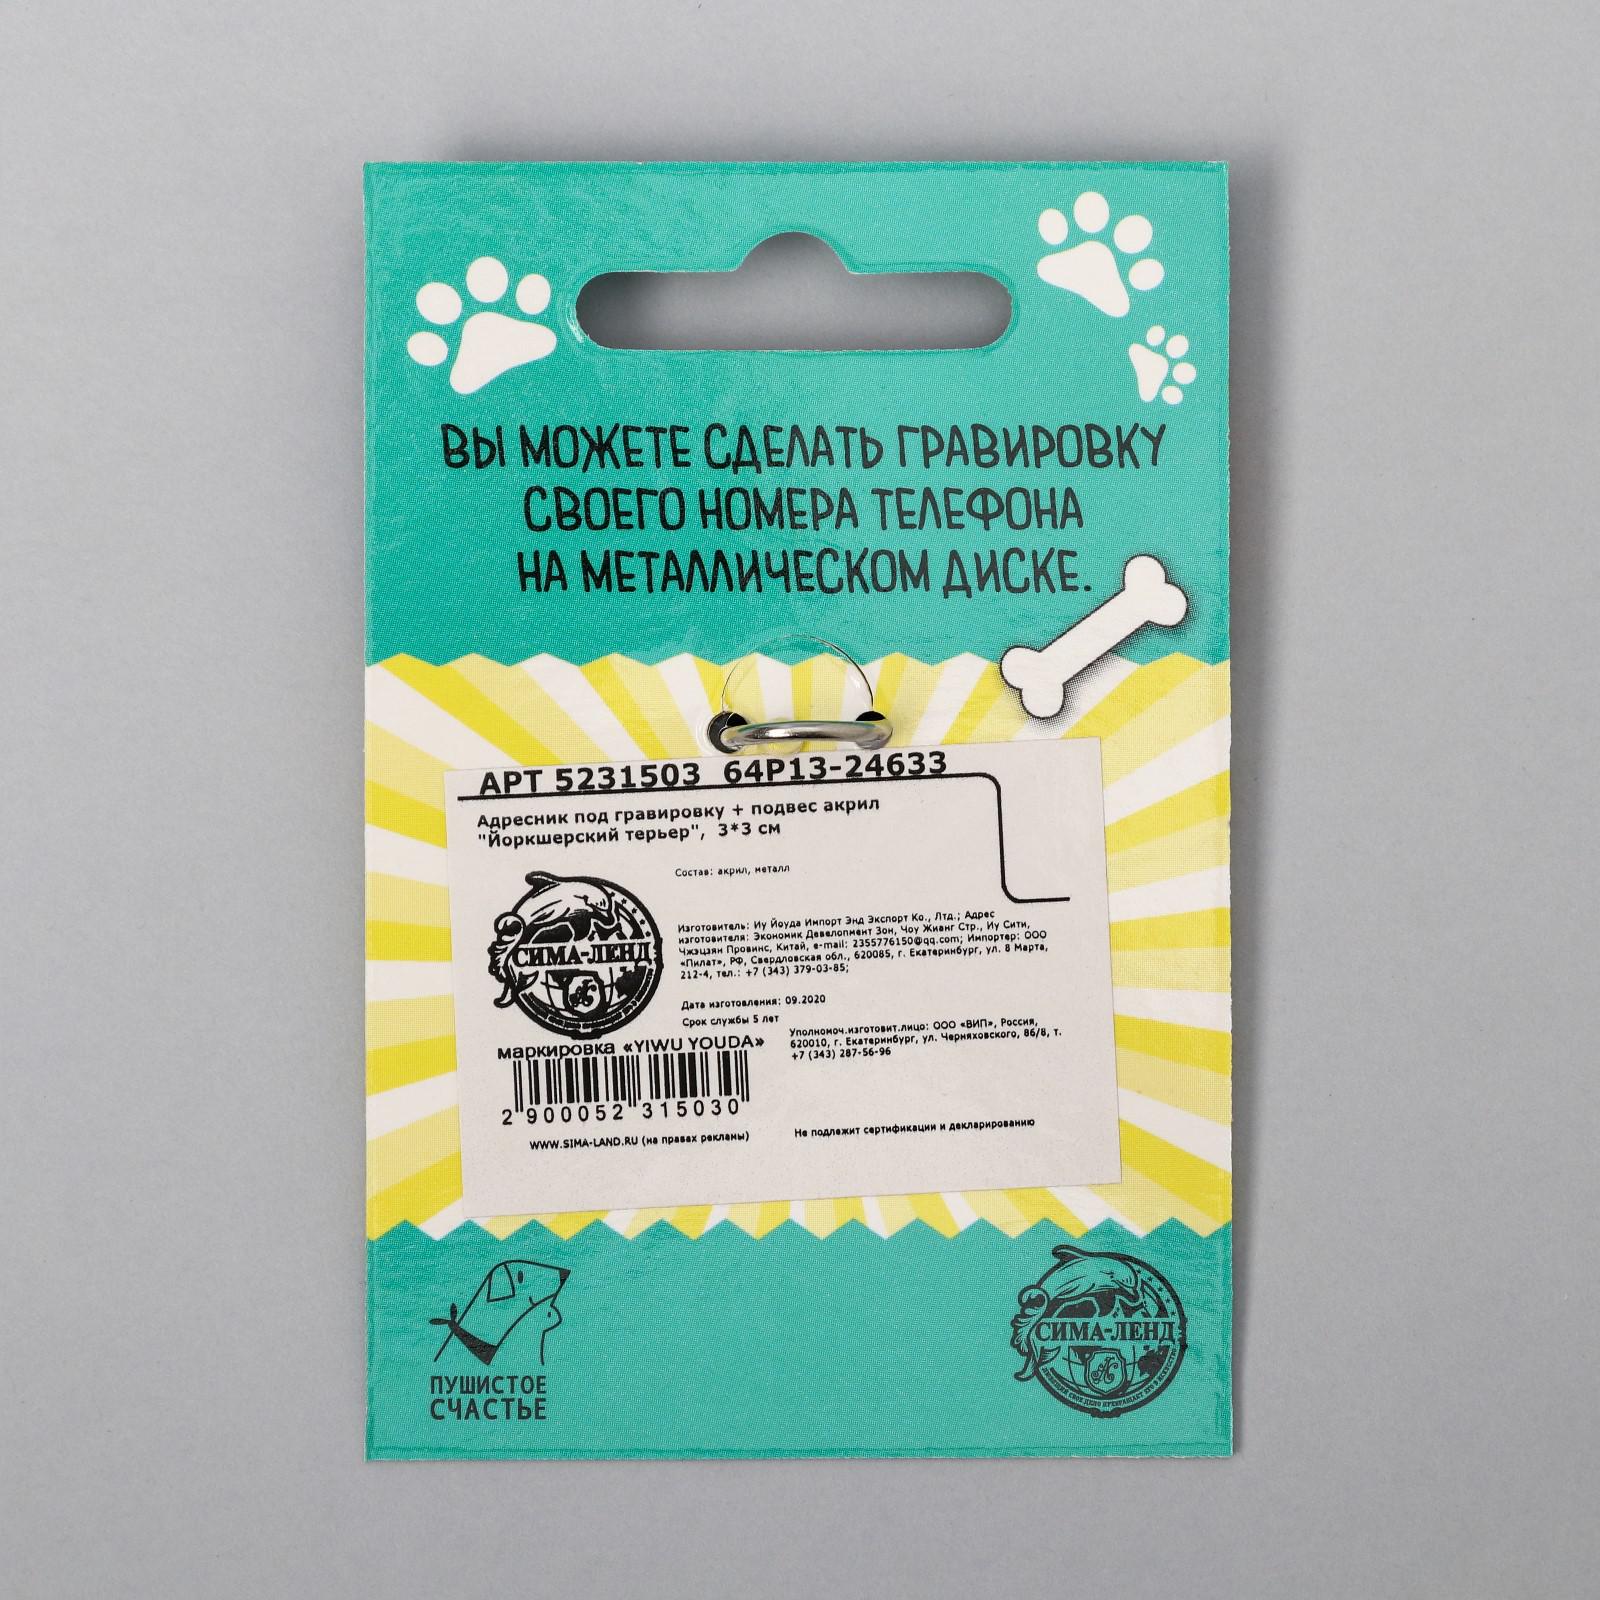 ВЫ МОЖЕТЕ СДЕЛАТЬ ГРАВИРОВКУ
СВОЕГО НОМЕРА ТЕЛЕФОНА
НА МЕТАЛЛИЧЕСКОМ ДИСКЕ.
АРТ 5231503 64P13-24633
Адресник под гравировку + подвес акрил
"Йоркширский терьер", 3*3 см
Состав: акрил, металл
СИМА-ЛЕНД
Изготовитель: Иу Йоуда Импорт Энд Экспорт Ко., Лтд.; Адрес
изготовителя: Экономик Девелопмент Зон, Чоу Жианг Стр., Иу Сити,
Чжэцзян Провинс, Китай, e-mail: 2355776150@qq.com; Импортер: ООО
«Пилат», РФ, Свердловская обл., 620085, г. Екатеринбург, ул. 8 Марта,
212-4, тел.: +7 (343) 379-03-85;
Дата изготовления: 09.2020
Срок службы 5 лет
Уполномоч.изготовит.лицо: ООО «ВИП», Россия,
620010, г. Екатеринбург, ул. Черняховского, 86/8, т.
+7 (343) 287-56-96
маркировка «YIWU YOUDA»
2 900052 315030
WWW.SIMA-LAND.RU (на правах рекламы)
Не подлежит сертификации и декларированию
ПУШИСТОЕ
СЧАСТЬЕ
СИМА-ЛЕНД